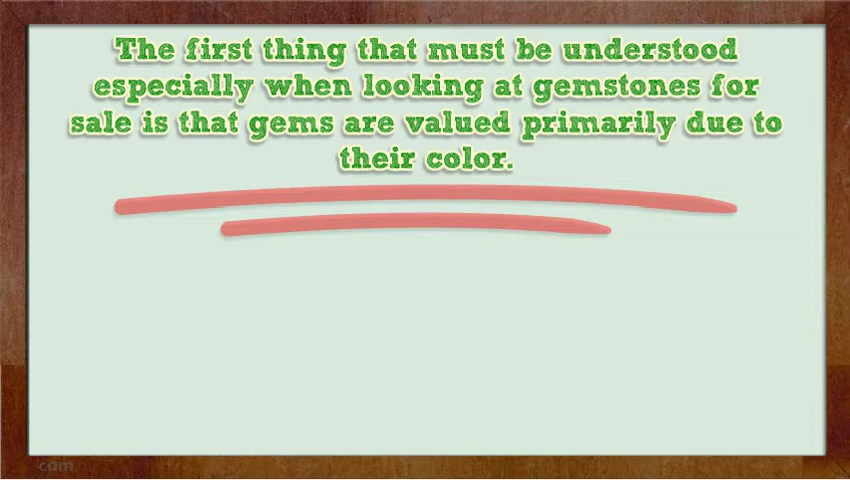 The first thing that must be understood
especially when looking at gemstones for
sale is that gems are valued primarily due to
their color.
com